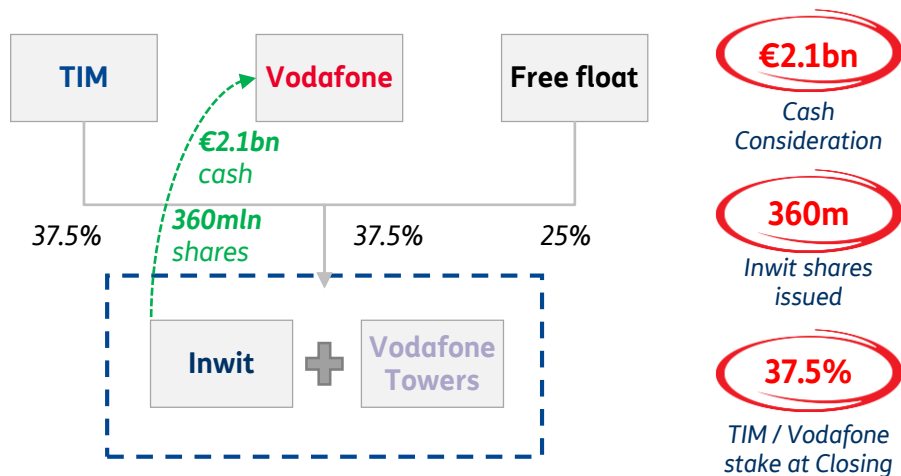 TIM
Vodafone
Free float
€2.1bn
cash
360mln
shares
37.5%
37.5%
25%
Inwit
Vodafone
Towers
€2.1bn
Cash
Consideration
360m
Inwit shares
issued
37.5%
TIM / Vodafone
stake at Closing